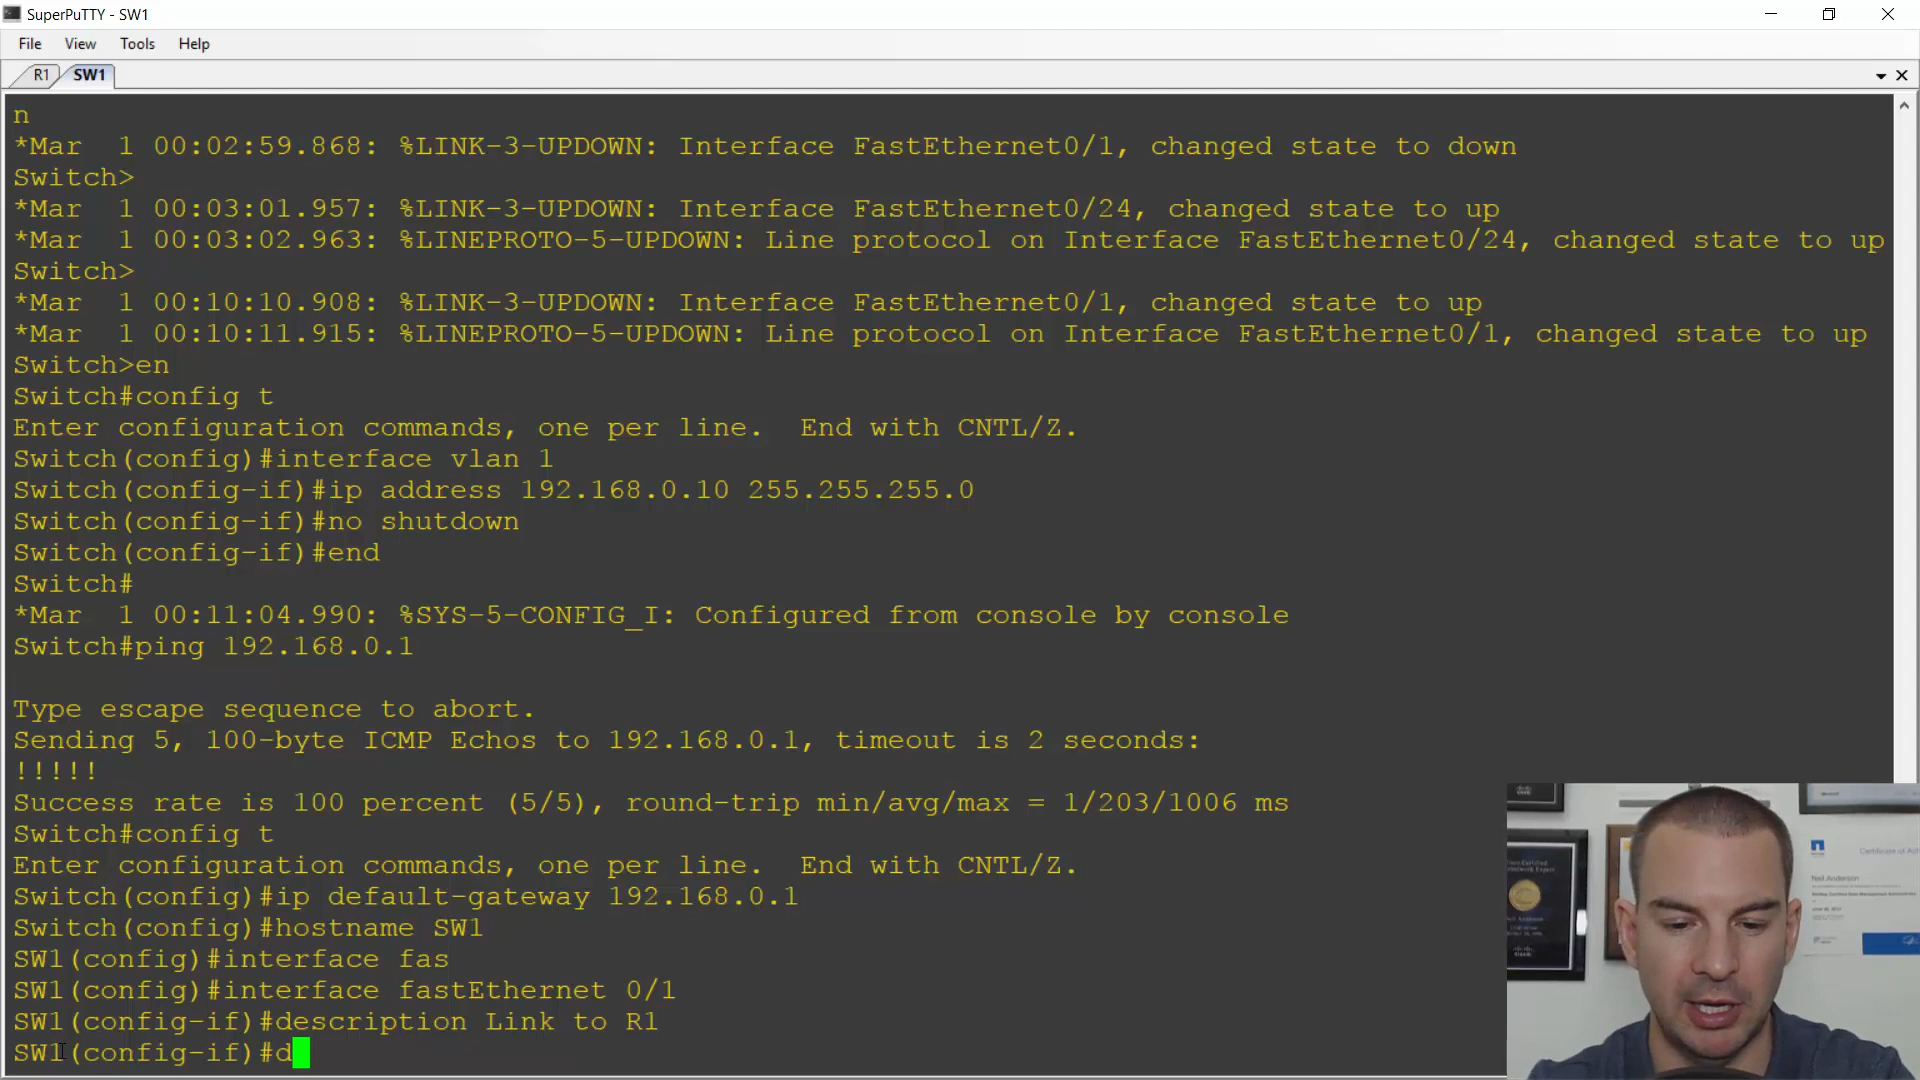 SuperPuTTY - SW1
File View Tools Help
R1 SW1
n
*Mar  1 00:02:59.868: %LINK-3-UPDOWN: Interface FastEthernet0/1, changed state to down
Switch>
*Mar  1 00:03:01.957: %LINK-3-UPDOWN: Interface FastEthernet0/24, changed state to up
*Mar  1 00:03:02.963: %LINEPROTO-5-UPDOWN: Line protocol on Interface FastEthernet0/24, changed state to up
Switch>
*Mar  1 00:10:10.908: %LINK-3-UPDOWN: Interface FastEthernet0/1, changed state to up
*Mar  1 00:10:11.915: %LINEPROTO-5-UPDOWN: Line protocol on Interface FastEthernet0/1, changed state to up
Switch>en
Switch#config t
Enter configuration commands, one per line.  End with CNTL/Z.
Switch(config)#interface vlan 1
Switch(config-if)#ip address 192.168.0.10 255.255.255.0
Switch(config-if)#no shutdown
Switch(config-if)#end
Switch#
*Mar  1 00:11:04.990: %SYS-5-CONFIG_I: Configured from console by console
Switch#ping 192.168.0.1
Type escape sequence to abort.
Sending 5, 100-byte ICMP Echos to 192.168.0.1, timeout is 2 seconds:
!!!!!
Success rate is 100 percent (5/5), round-trip min/avg/max = 1/203/1006 ms
Switch#config t
Enter configuration commands, one per line.  End with CNTL/Z.
Switch(config)#ip default-gateway 192.168.0.1
Switch(config)#hostname SW1
SW1(config)#interface fas
SW1(config)#interface fastEthernet 0/1
SW1(config-if)#description Link to R1
SW1(config-if)#d
Neil Anderson